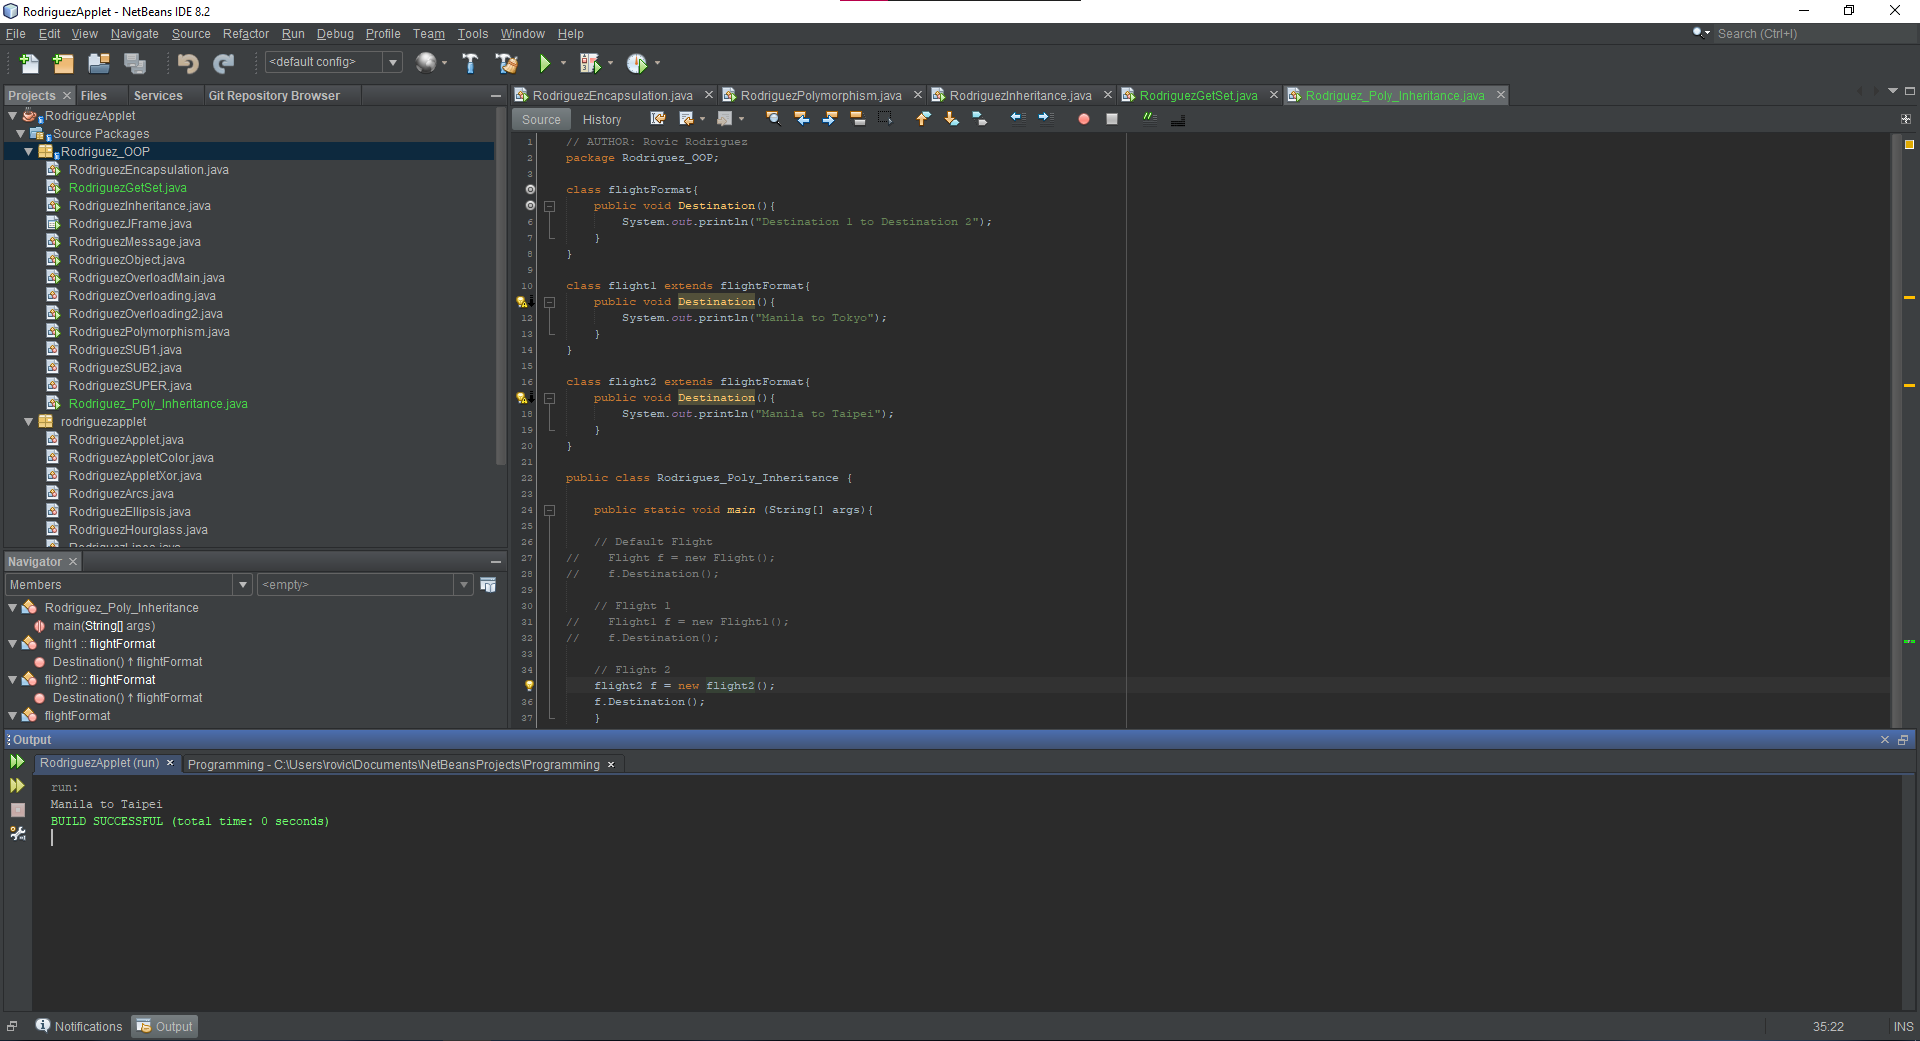 RodriguezApplet - NetBeans IDE 8.2
File Edit View Navigate Source Refactor Run Debug Profile Team Tools Window Help
Search (Ctrl+I)
<default config>
Projects Files Services Git Repository Browser
RodriguezApplet
Source Packages
Rodriguez_OOP
RodriguezEncapsulation.java
RodriguezGetSet.java
RodriguezInheritance.java
RodriguezJFrame.java
RodriguezMessage.java
RodriguezObject.java
RodriguezOverloadMain.java
RodriguezOverloading.java
RodriguezOverloading2.java
RodriguezPolymorphism.java
RodriguezSUB1.java
RodriguezSUB2.java
RodriguezSUPER.java
Rodriguez_Poly_Inheritance.java
rodriguezapplet
RodriguezApplet.java
RodriguezAppletColor.java
RodriguezAppletXor.java
RodriguezArcs.java
RodriguezEllipsis.java
RodriguezHourglass.java
RodriguezLines.java
Navigator
Members
<empty>
Rodriguez_Poly_Inheritance
main(String[] args)
flight1 :: flightFormat
Destination() ↑ flightFormat
flight2 :: flightFormat
Destination() ↑ flightFormat
flightFormat
RodriguezEncapsulation.java RodriguezPolymorphism.java RodriguezInheritance.java RodriguezGetSet.java Rodriguez_Poly_Inheritance.java
Source History
1 // AUTHOR: Rovic Rodriguez
2 package Rodriguez_OOP;
3
class flightFormat{
public void Destination(){
6 System.out.println("Destination 1 to Destination 2");
7 }
8 }
9
10 class flight1 extends flightFormat{
public void Destination(){
12 System.out.println("Manila to Tokyo");
13 }
14 }
15
16 class flight2 extends flightFormat{
public void Destination(){
18 System.out.println("Manila to Taipei");
19 }
20 }
21
22 public class Rodriguez_Poly_Inheritance {
23
24 public static void main (String[] args){
25
26 // Default Flight
27 // Flight f = new Flight();
28 // f.Destination();
29
30 // Flight 1
31 // Flight1 f = new Flight1();
32 // f.Destination();
33
34 // Flight 2
flight2 f = new flight2();
36 f.Destination();
37 }
Output
RodriguezApplet (run) Programming - C:\Users\rovic\Documents\NetBeansProjects\Programming
run:
Manila to Taipei
BUILD SUCCESSFUL (total time: 0 seconds)
Notifications Output
35:22 INS